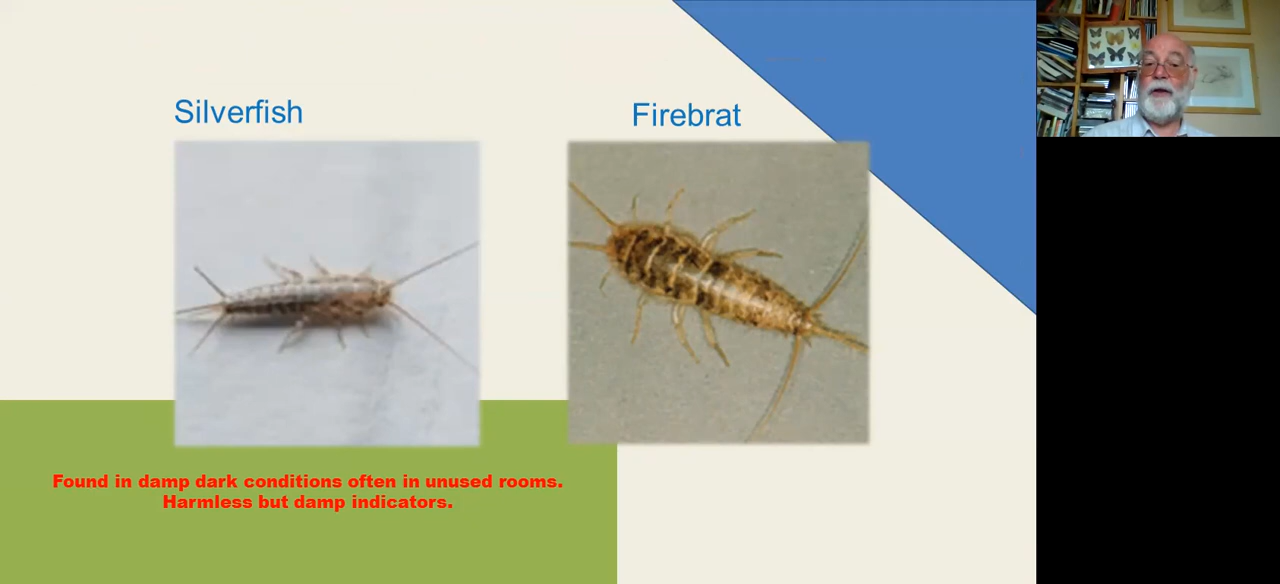 Silverfish
Firebrat
Found in damp dark conditions often in unused rooms.
Harmless but damp indicators.